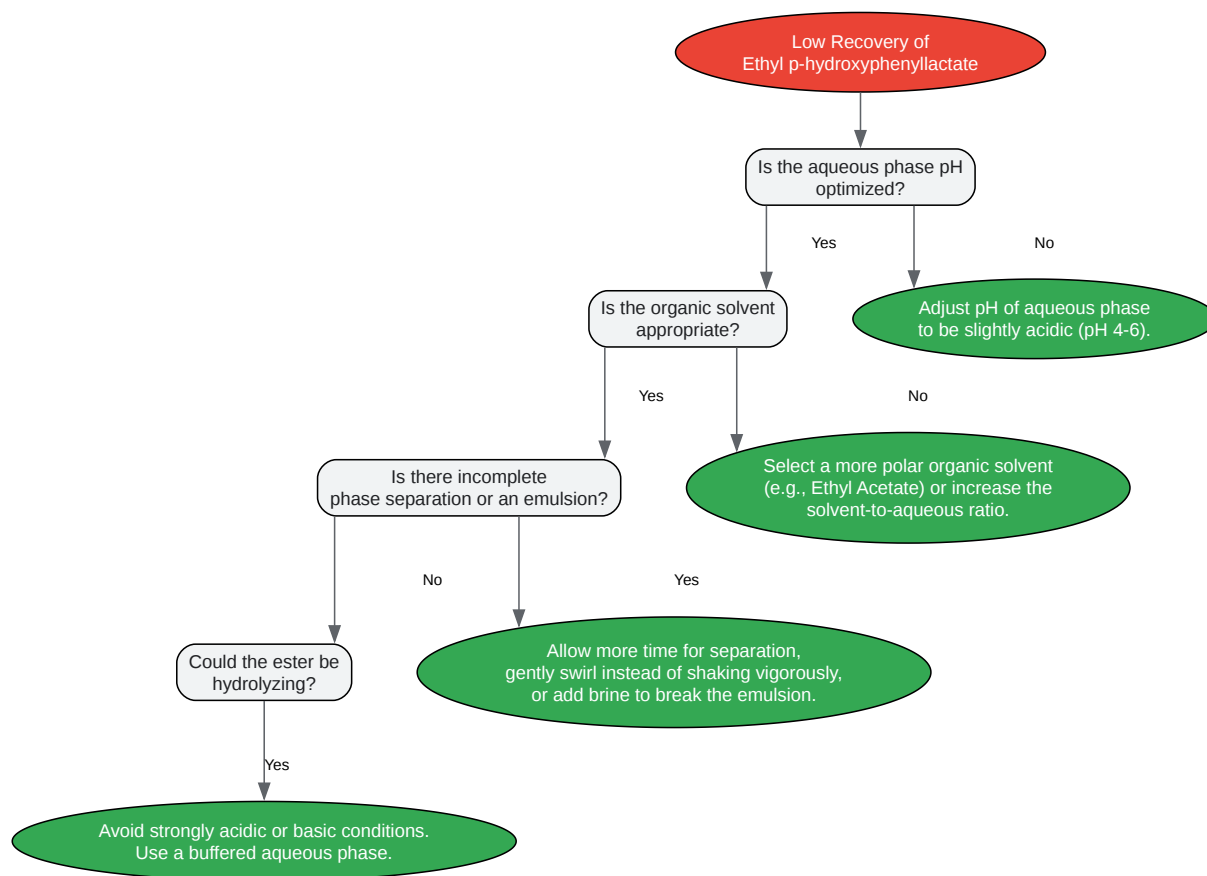 Low Recovery of
Ethyl p-hydroxyphenyllactate
Is the aqueous phase pH
optimized?
Yes
No
Is the organic solvent
appropriate?
Adjust pH of aqueous phase
to be slightly acidic (pH 4-6).
Yes
No
Is there incomplete
phase separation or an emulsion?
Select a more polar organic solvent
(e.g., Ethyl Acetate) or increase the
solvent-to-aqueous ratio.
No
Yes
Could the ester be
hydrolyzing?
Allow more time for separation,
gently swirl instead of shaking vigorously,
or add brine to break the emulsion.
Yes
Avoid strongly acidic or basic conditions.
Use a buffered aqueous phase.